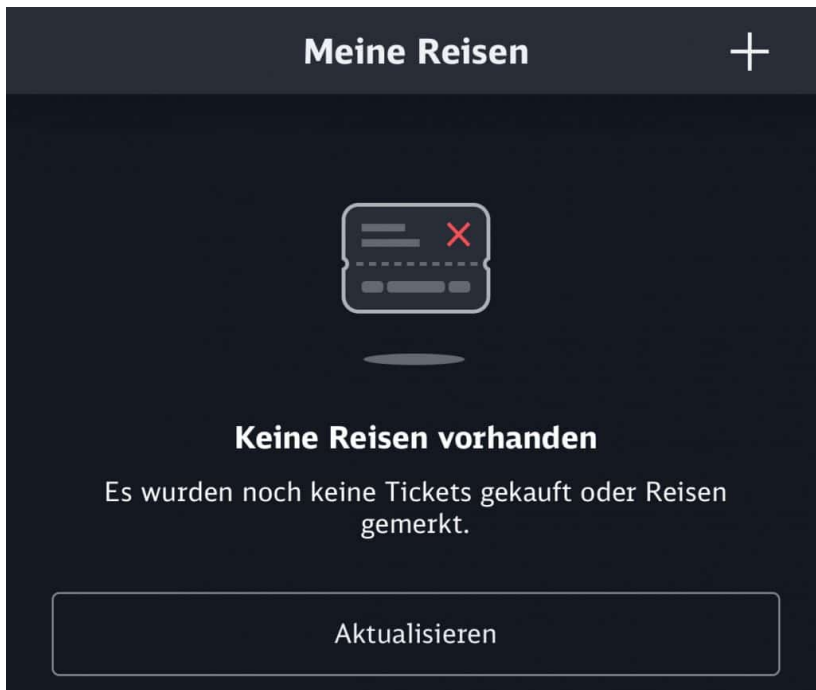 Meine Reisen
Keine Reisen vorhanden
Es wurden noch keine Tickets gekauft oder Reisen
gemerkt.
Aktualisieren